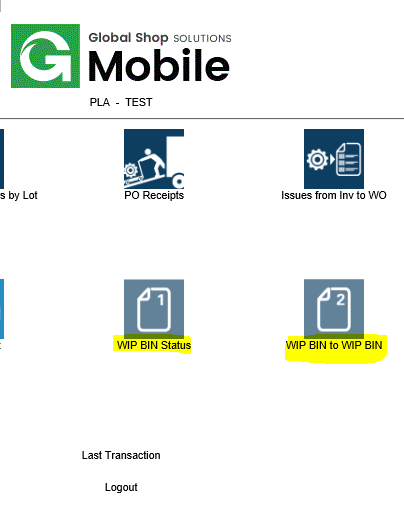 Global Shop SOLUTIONS
Mobile
PLA - TEST
s by Lot
PO Receipts
Issues from Inv to WO
1
2
WIP BIN Status
WIP BIN to WIP BIN
Last Transaction
Logout